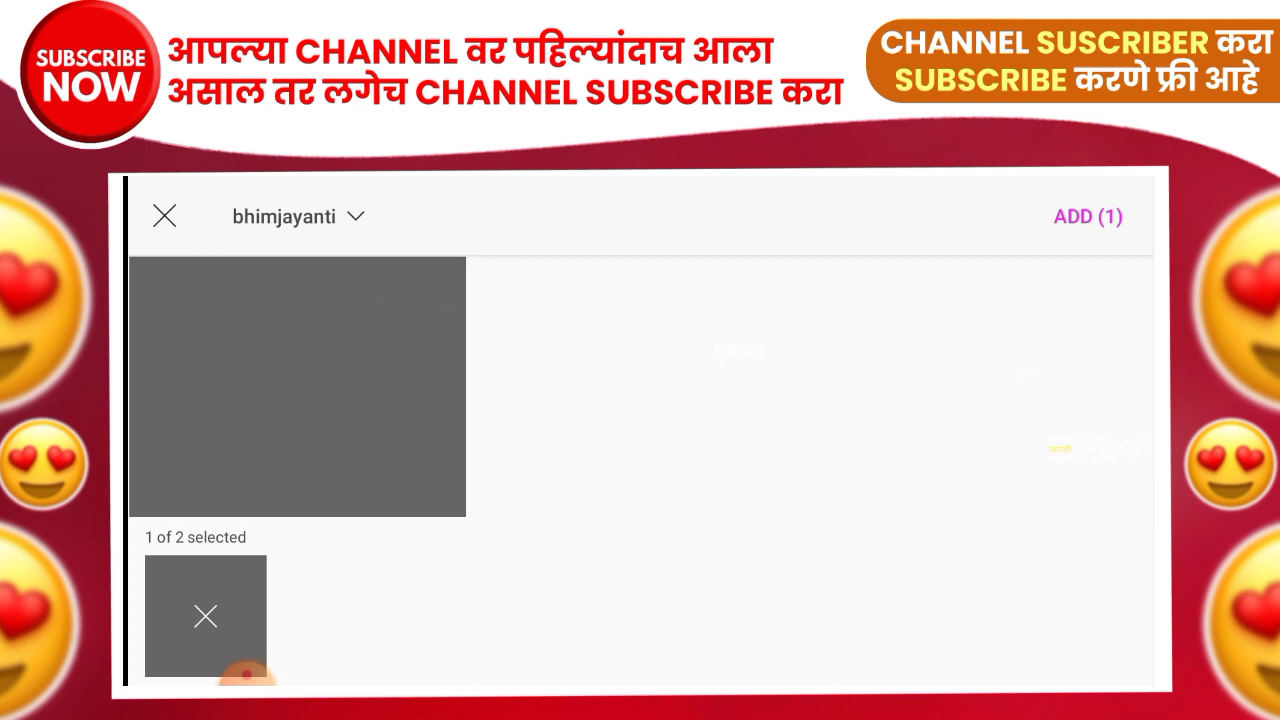 SUBSCRIBE
NOW
आपल्या CHANNEL वर पहिल्यांदाच आला
असाल तर लगेच CHANNEL SUBSCRIBE करा
CHANNEL SUSCRIBER करा
SUBSCRIBE करणे फ्री आहे
bhimjayanti
ADD (1)
1 of 2 selected